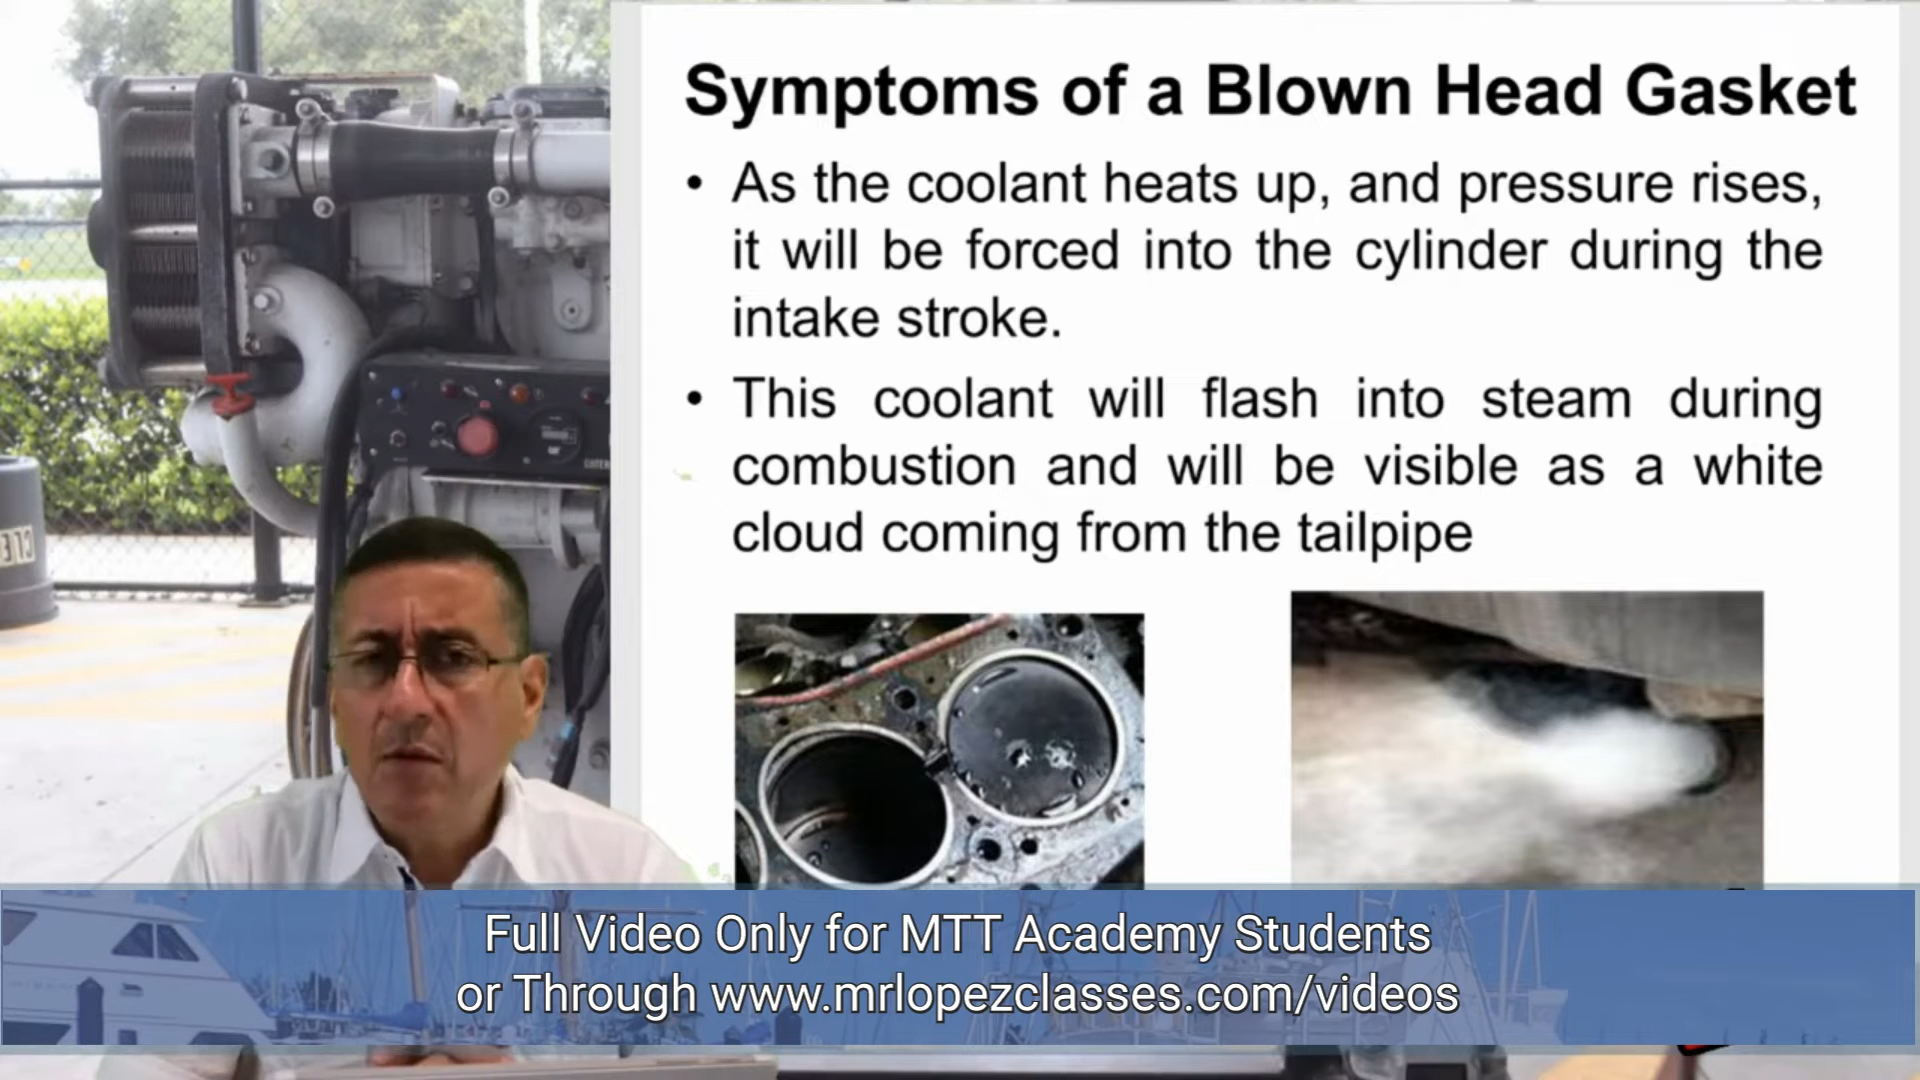 Symptoms of a Blown Head Gasket
• As the coolant heats up, and pressure rises,
it will be forced into the cylinder during the
intake stroke.
• This coolant will flash into steam during
combustion and will be visible as a white
cloud coming from the tailpipe
Full Video Only for MTT Academy Students
or Through www.mrlopezclasses.com/videos